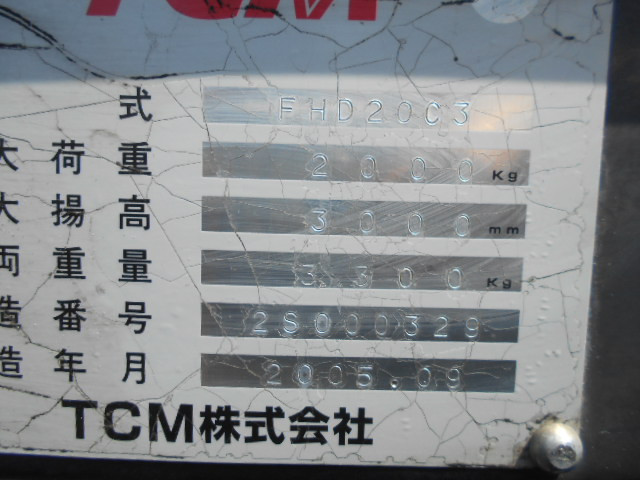 TCM
式 FHD20C3
大荷重 2000 Kg
大揚高 3000 mm
両重量 3300 Kg
造番号 2S000329
造年月 2005.09
TCM株式会社